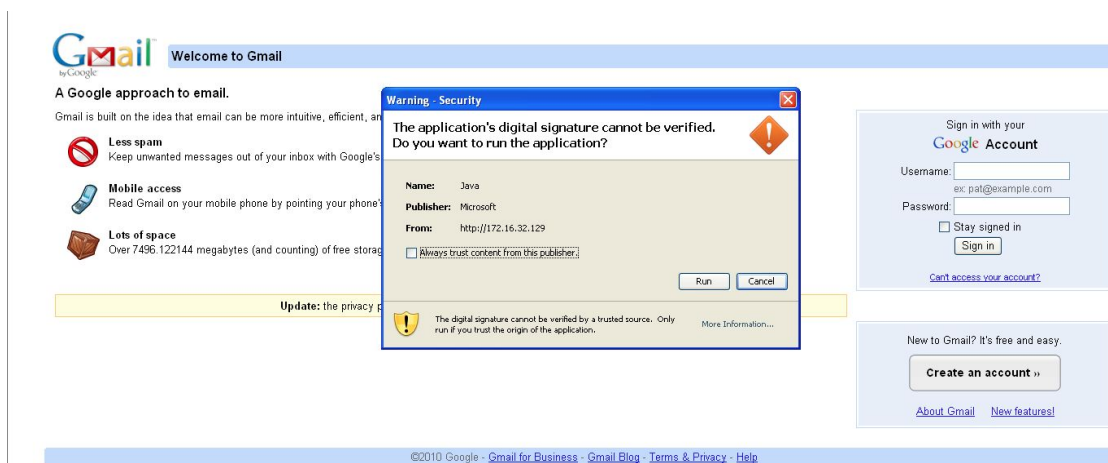 Gmail
by Google
Welcome to Gmail
A Google approach to email.
Gmail is built on the idea that email can be more intuitive, efficient, an
Less spam
Keep unwanted messages out of your inbox with Google's
Mobile access
Read Gmail on your mobile phone by pointing your phone's
Lots of space
Over 7496.122144 megabytes (and counting) of free storag
Update: the privacy p
Warning - Security
The application's digital signature cannot be verified.
Do you want to run the application?
Name: Java
Publisher: Microsoft
From: http://172.16.32.129
Always trust content from this publisher.
Run Cancel
The digital signature cannot be verified by a trusted source. Only
run if you trust the origin of the application.
More Information...
Sign in with your
Google Account
Username:
ex: pat@example.com
Password:
Stay signed in
Sign in
Can't access your account?
New to Gmail? It's free and easy.
Create an account »
About Gmail New features!
©2010 Google - Gmail for Business - Gmail Blog - Terms & Privacy - Help